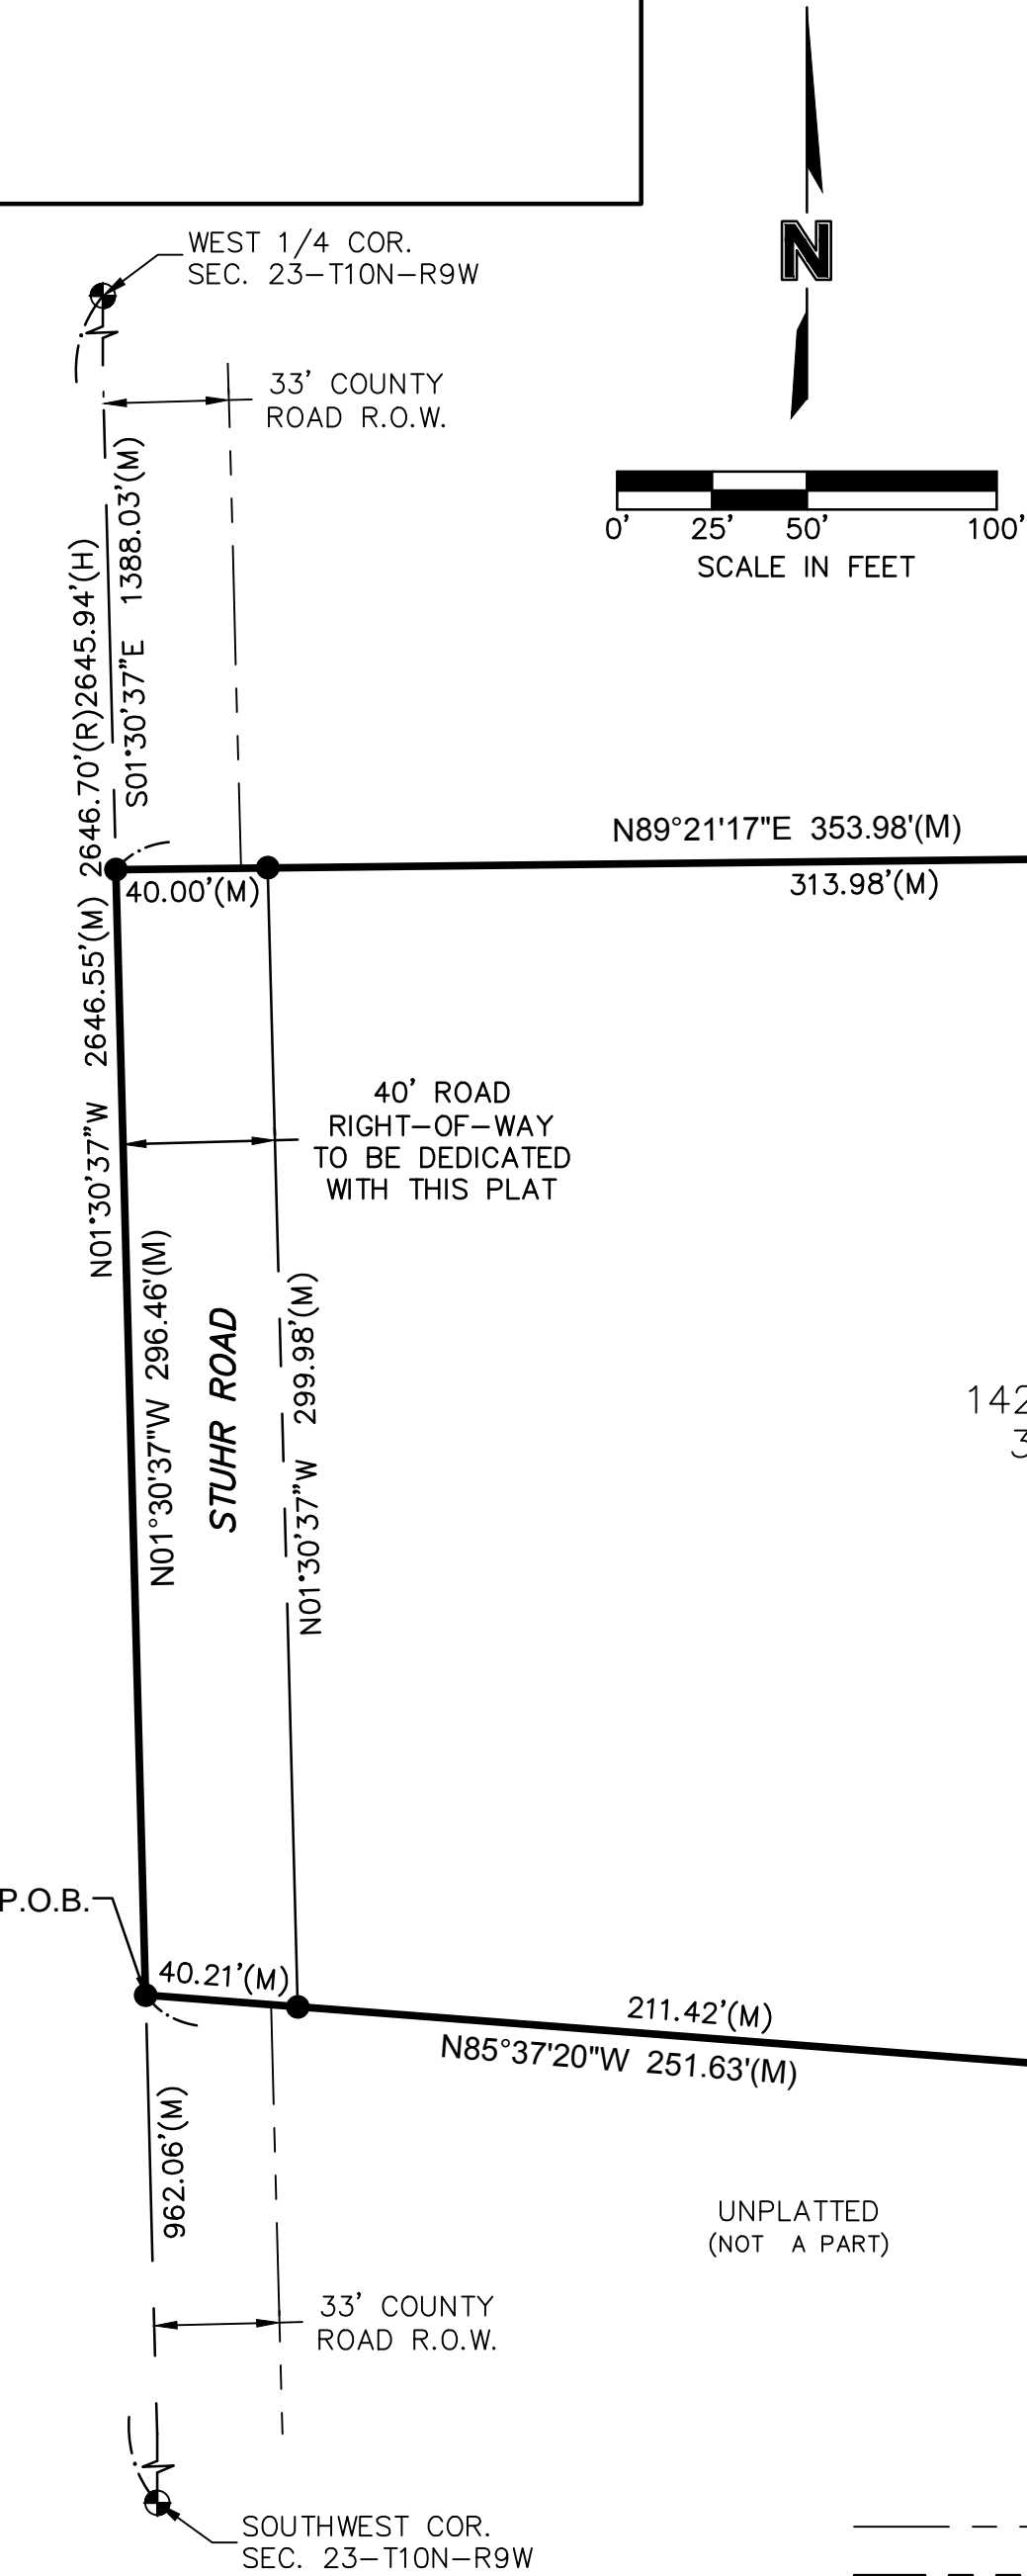 WEST 1/4 COR.
SEC. 23-T10N-R9W
N
33' COUNTY
ROAD R.O.W.
0' 25' 50' 100'
SCALE IN FEET
S01°30'37"E 1388.03'(M)
N01°30'37"W 2646.55'(M) 2646.70'(R)2645.94'(H)
N89°21'17"E 353.98'(M)
40.00'(M)
313.98'(M)
40' ROAD
RIGHT-OF-WAY
TO BE DEDICATED
WITH THIS PLAT
N01°30'37"W 296.46'(M)
STUHR ROAD
N01°30'37"W 299.98'(M)
142
3
P.O.B.
40.21'(M)
211.42'(M)
N85°37'20"W 251.63'(M)
962.06'(M)
UNPLATTED
(NOT A PART)
33' COUNTY
ROAD R.O.W.
SOUTHWEST COR.
SEC. 23-T10N-R9W